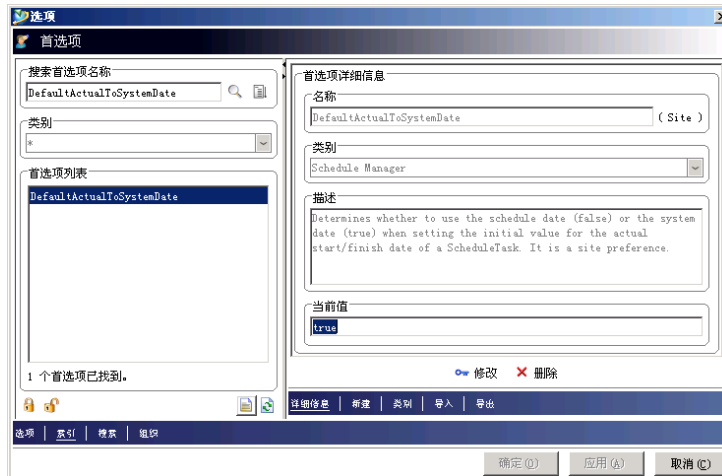 选项
首选项
搜索首选项名称
DefaultActualToSystemDate
类别
*
首选项列表
DefaultActualToSystemDate
1 个首选项已找到。
首选项详细信息
名称
DefaultActualToSystemDate (Site)
类别
Schedule Manager
描述
Determines whether to use the schedule date (false) or the system
date (true) when setting the initial value for the actual
start/finish date of a ScheduleTask. It is a site preference.
当前值
true
修改 删除
详细信息 新建 类别 导入 导出
选项 索引 搜索 组织
确定(O) 应用(A) 取消(C)